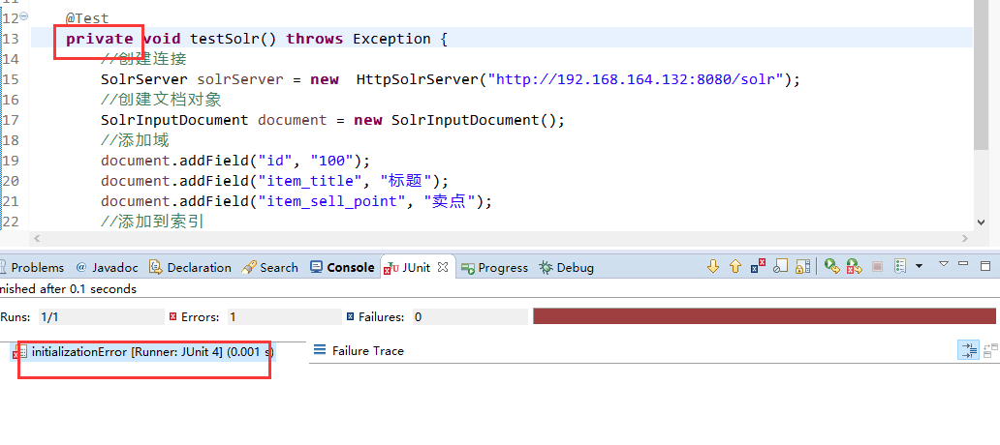 12 @Test
13 private void testSolr() throws Exception {
14 //创建连接
15 SolrServer solrServer = new  HttpSolrServer("http://192.168.164.132:8080/solr");
16 //创建文档对象
17 SolrInputDocument document = new SolrInputDocument();
18 //添加域
19 document.addField("id", "100");
20 document.addField("item_title", "标题");
21 document.addField("item_sell_point", "卖点");
22 //添加到索引
Problems @ Javadoc Declaration Search Console JUnit Progress Debug
nished after 0.1 seconds
Runs: 1/1 Errors: 1 Failures: 0
initializationError [Runner: JUnit 4] (0.001 s) Failure Trace